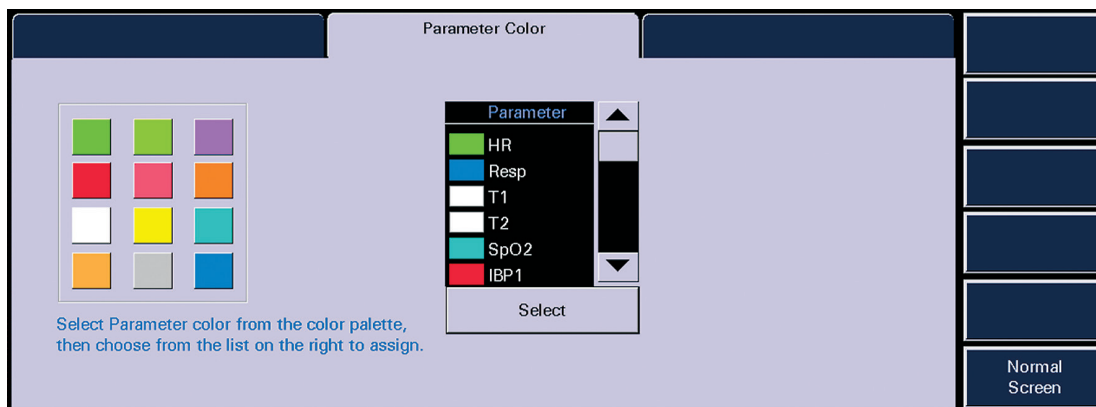 Parameter Color
Parameter
HR
Resp
T1
T2
SpO2
IBP1
Select
Select Parameter color from the color palette,
then choose from the list on the right to assign.
Normal
Screen